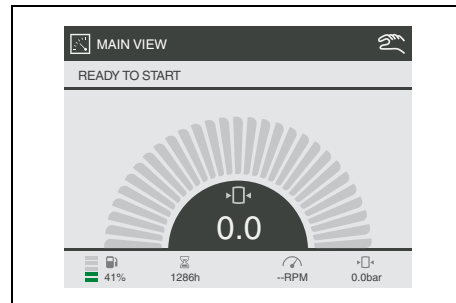 MAIN VIEW
READY TO START
0.0
41%
1286h
--RPM
0.0bar